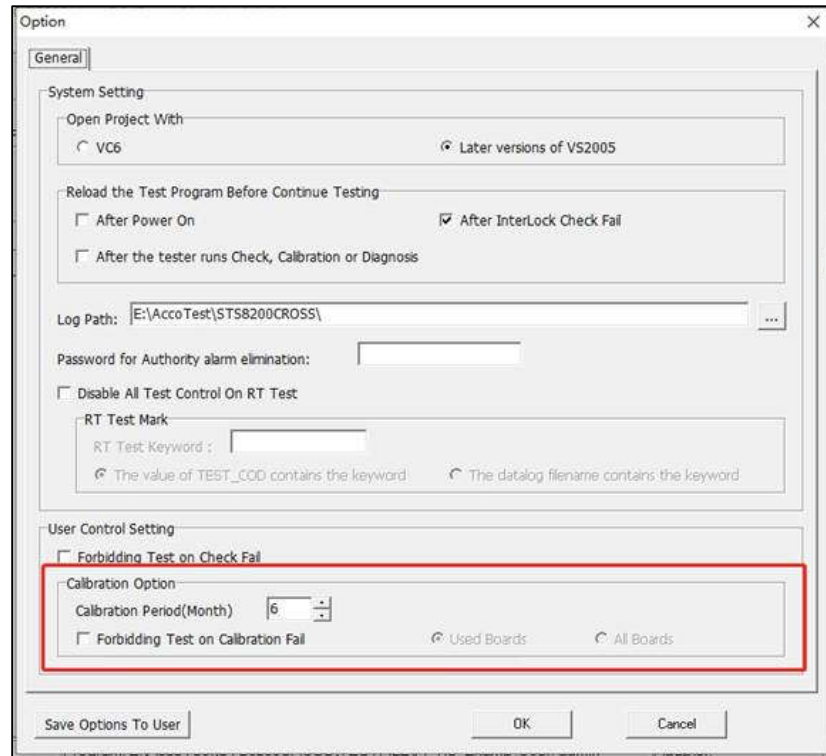 Option
General
System Setting
Open Project With
VC6 Later versions of VS2005
Reload the Test Program Before Continue Testing
After Power On After InterLock Check Fail
After the tester runs Check, Calibration or Diagnosis
Log Path: E:\AccoTest\STS8200CROSS\ ...
Password for Authority alarm elimination:
Disable All Test Control On RT Test
RT Test Mark
RT Test Keyword :
The value of TEST_COD contains the keyword The datalog filename contains the keyword
User Control Setting
Forbidding Test on Check Fail
Calibration Option
Calibration Period(Month) 6
Forbidding Test on Calibration Fail Used Boards All Boards
Save Options To User OK Cancel